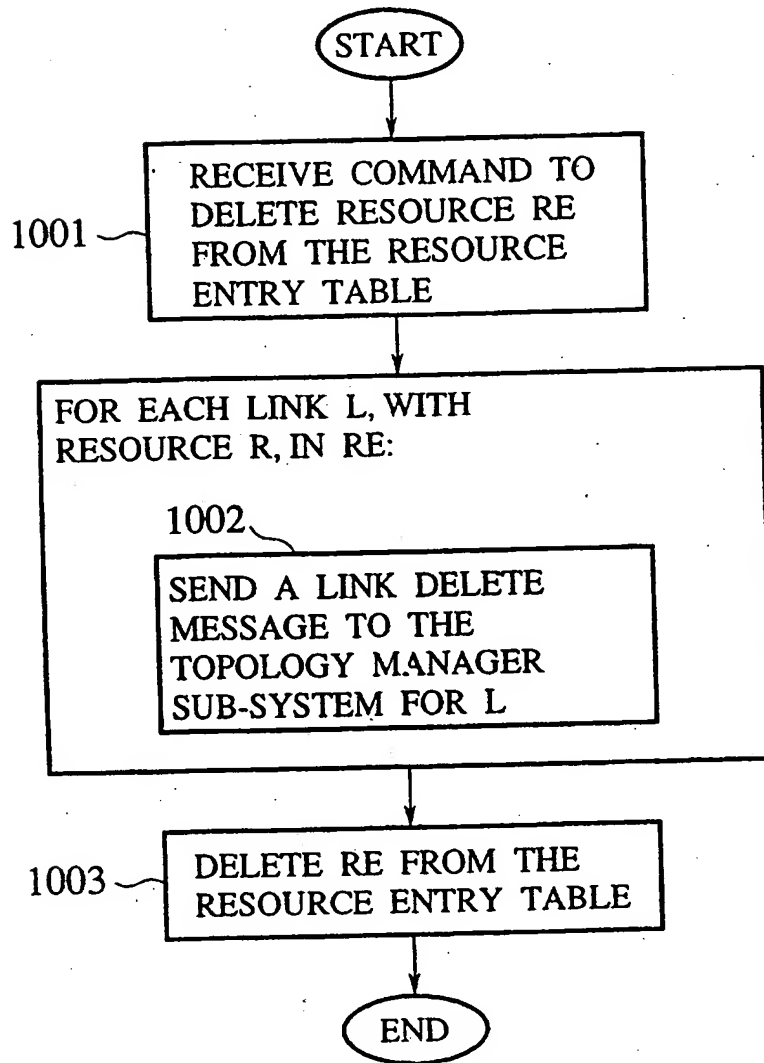 START
RECEIVE COMMAND TO
DELETE RESOURCE RE
FROM THE RESOURCE
ENTRY TABLE
1001
FOR EACH LINK L, WITH
RESOURCE R, IN RE:
1002
SEND A LINK DELETE
MESSAGE TO THE
TOPOLOGY MANAGER
SUB-SYSTEM FOR L
1003
DELETE RE FROM THE
RESOURCE ENTRY TABLE
END